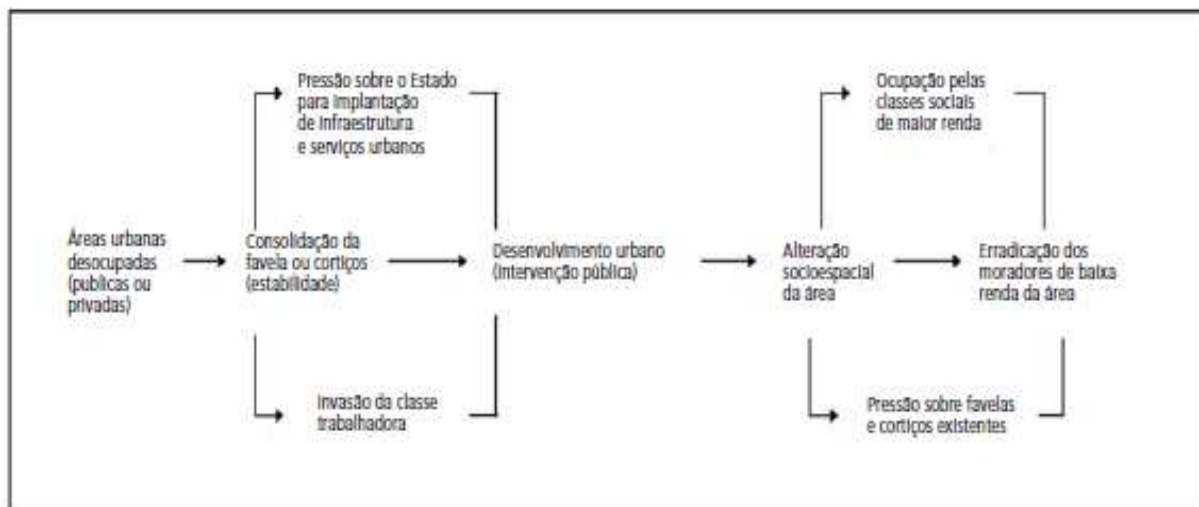 Pressão sobre o Estado
para implantação
de infraestrutura
e serviços urbanos
Ocupação pelas
classes sociais
de maior renda
Áreas urbanas
desocupadas
(publicas ou
privadas)
Consolidação da
favela ou cortiços
(estabilidade)
Desenvolvimento urbano
(intervenção pública)
Alteração
socioespacial
da área
Erradicação dos
moradores de baixa
renda da área
Invasão da classe
trabalhadora
Pressão sobre favelas
e cortiços existentes